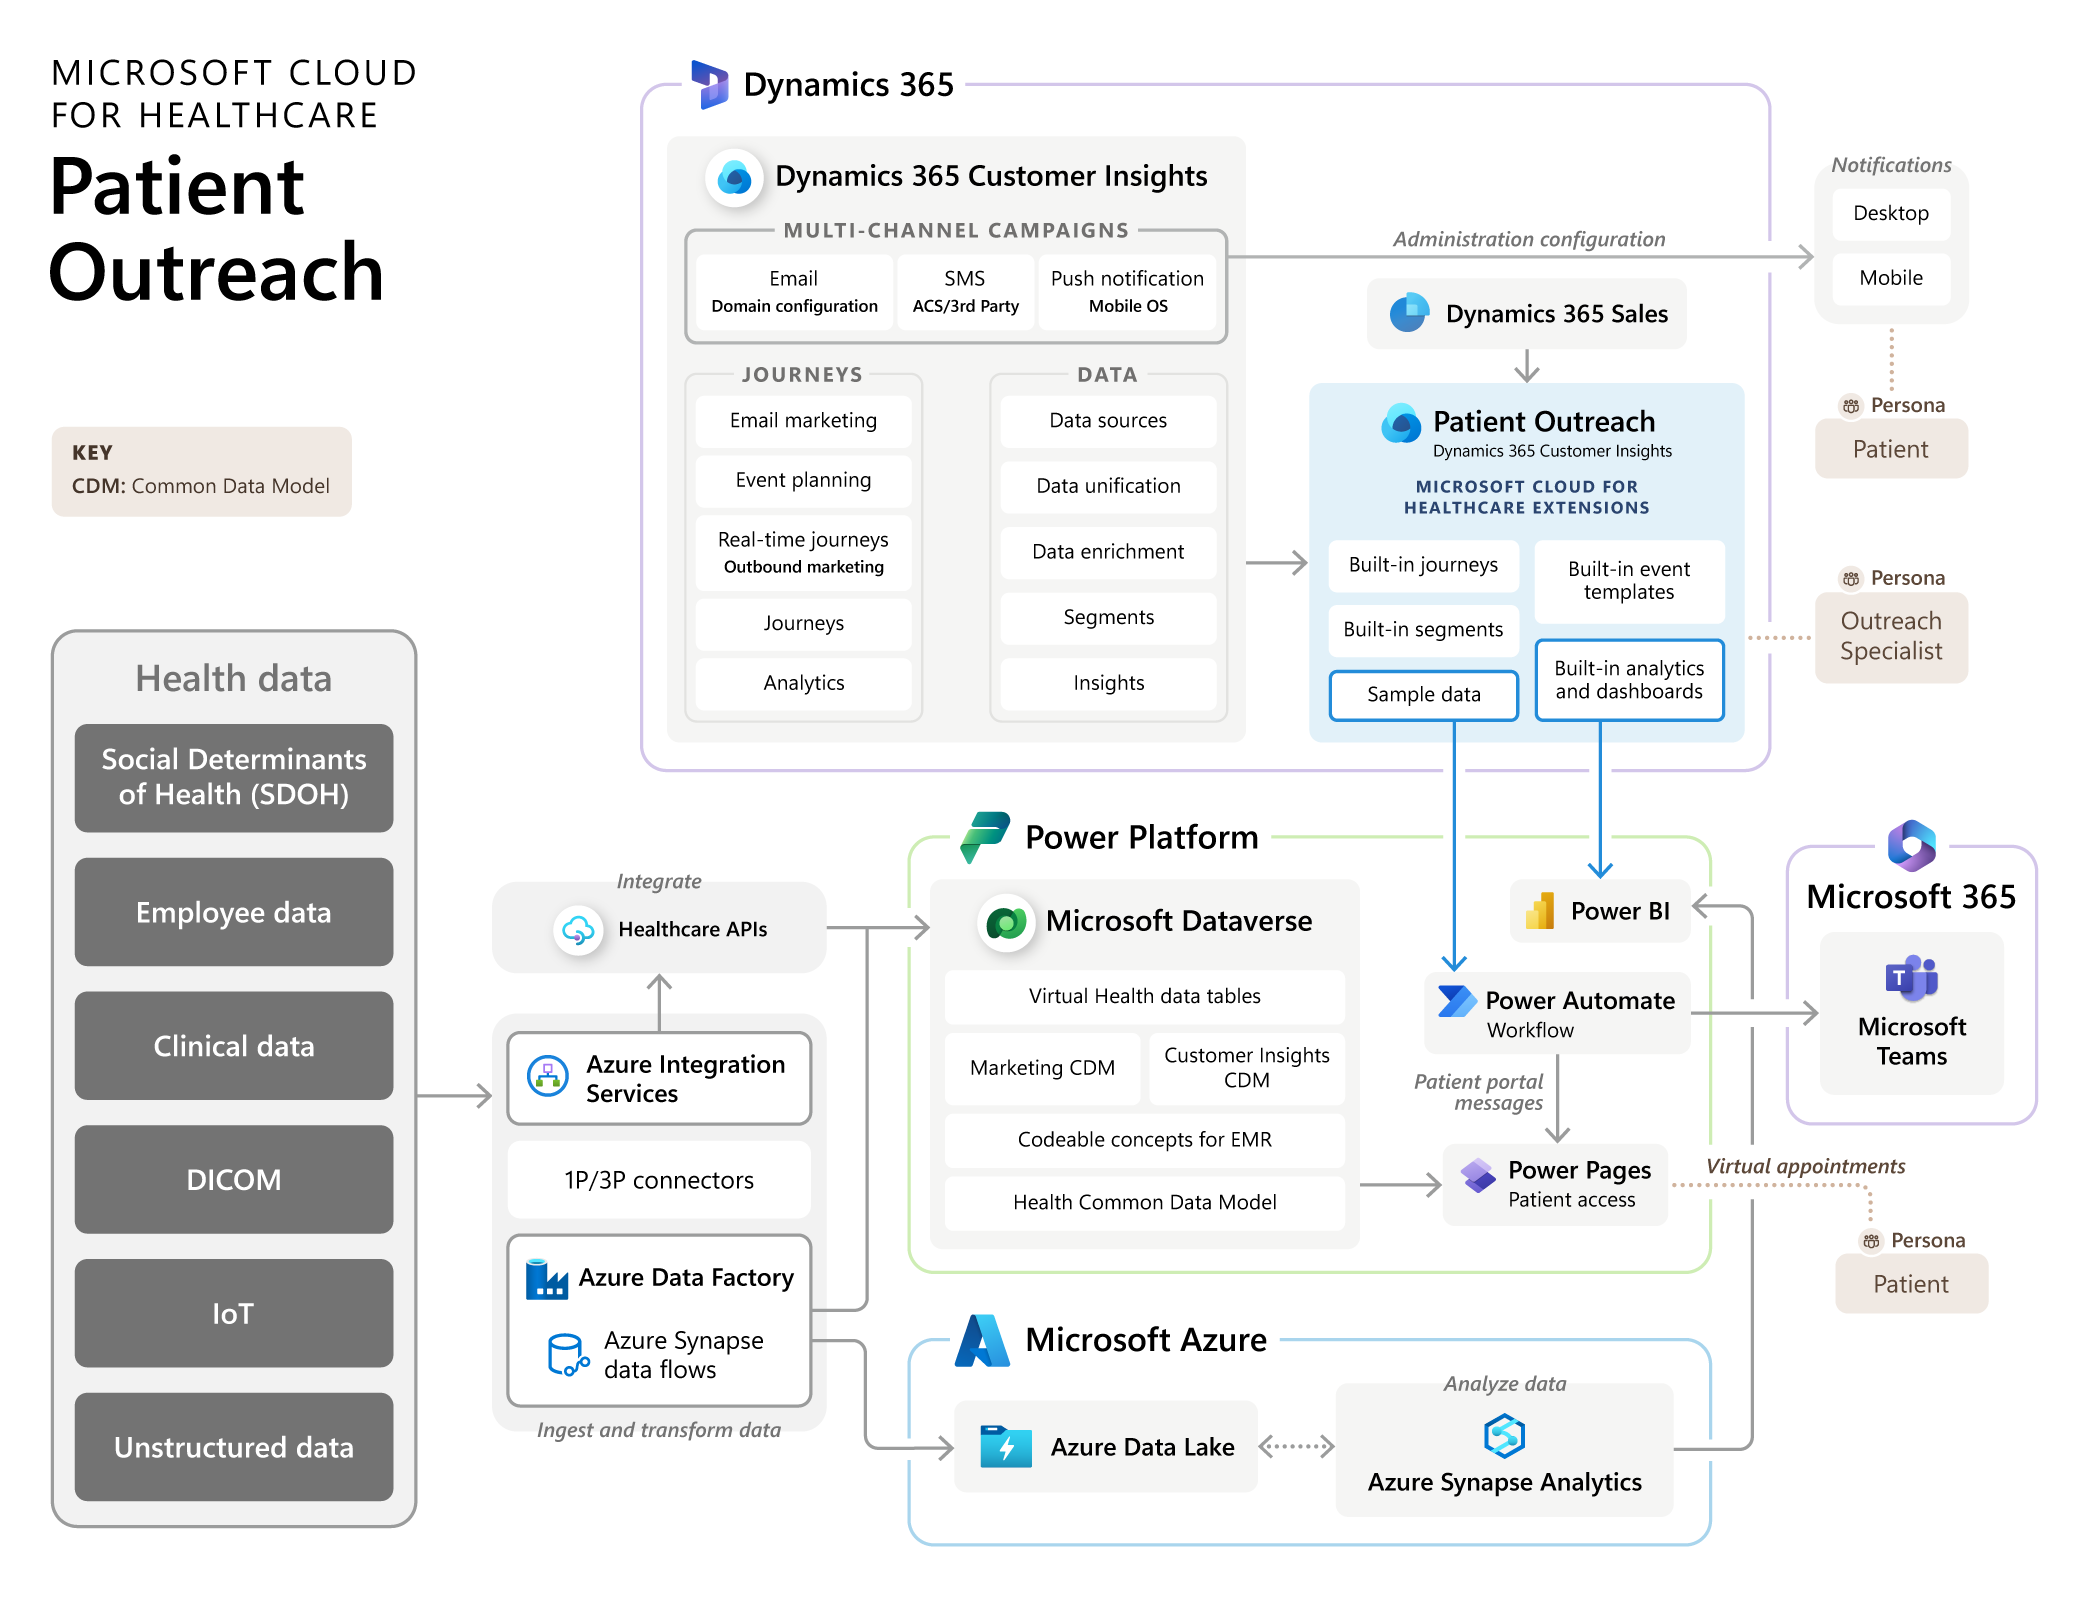 MICROSOFT CLOUD
FOR HEALTHCARE
Patient
Outreach
KEY
CDM: Common Data Model
Health data
Social Determinants
of Health (SDOH)
Employee data
Clinical data
DICOM
IoT
Unstructured data
Integrate
Healthcare APIs
Azure Integration
Services
1P/3P connectors
Azure Data Factory
Azure Synapse
data flows
Ingest and transform data
Dynamics 365
Dynamics 365 Customer Insights
MULTI-CHANNEL CAMPAIGNS
Email
Domain configuration
SMS
ACS/3rd Party
Push notification
Mobile OS
JOURNEYS
Email marketing
Event planning
Real-time journeys
Outbound marketing
Journeys
Analytics
DATA
Data sources
Data unification
Data enrichment
Segments
Insights
Administration configuration
Dynamics 365 Sales
Patient Outreach
Dynamics 365 Customer Insights
MICROSOFT CLOUD FOR
HEALTHCARE EXTENSIONS
Built-in journeys
Built-in segments
Sample data
Built-in event
templates
Built-in analytics
and dashboards
Notifications
Desktop
Mobile
Persona
Patient
Persona
Outreach
Specialist
Power Platform
Microsoft Dataverse
Virtual Health data tables
Marketing CDM
Customer Insights
CDM
Codeable concepts for EMR
Health Common Data Model
Power BI
Power Automate
Workflow
Patient portal
messages
Power Pages
Patient access
Microsoft 365
T
Microsoft
Teams
Virtual appointments
Persona
Patient
Microsoft Azure
Azure Data Lake
Analyze data
Azure Synapse Analytics